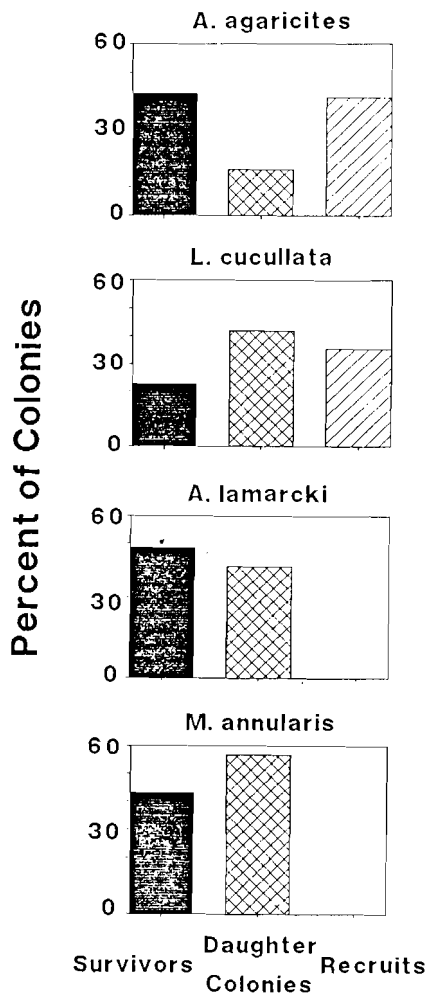 A. agaricites
60
30
0
L. cucullata
60
30
0
A. lamarcki
60
30
0
M. annularis
60
30
0
Percent of Colonies
Survivors
Daughter
Colonies
Recruits